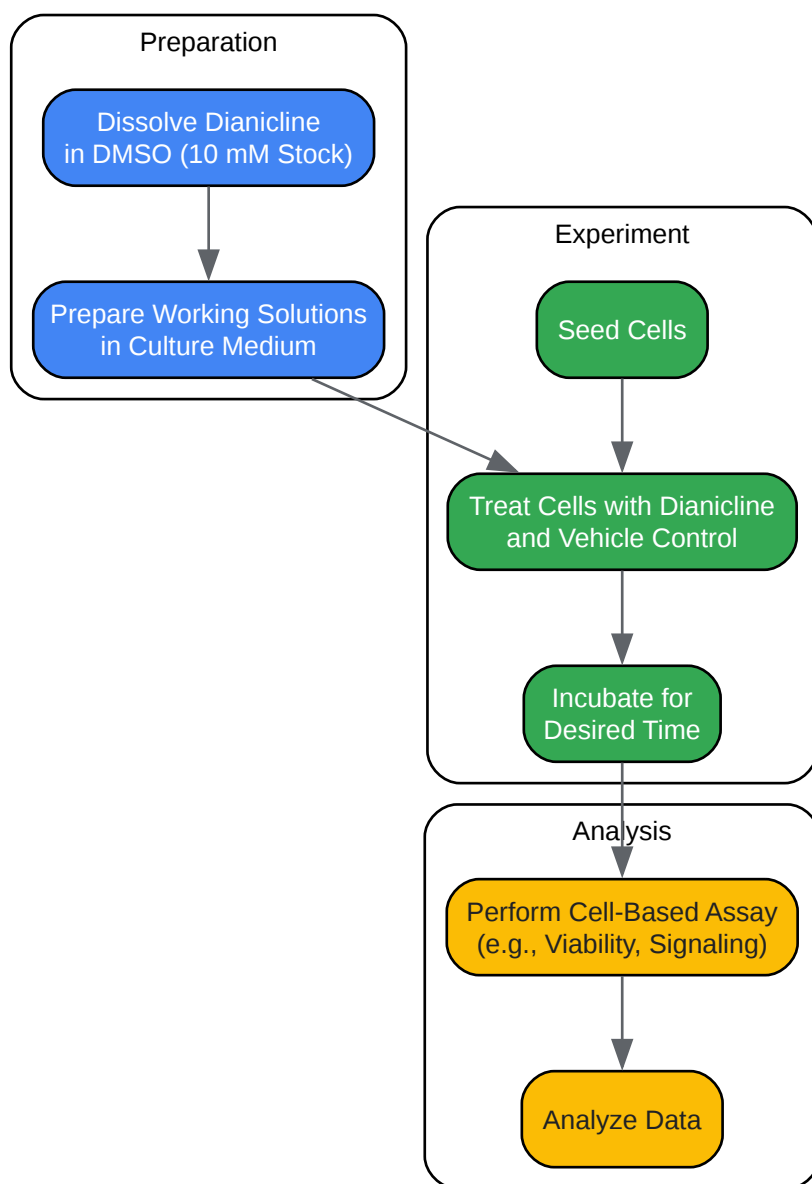 Preparation
Dissolve Dianicline
in DMSO (10 mM Stock)
Prepare Working Solutions
in Culture Medium
Experiment
Seed Cells
Treat Cells with Dianicline
and Vehicle Control
Incubate for
Desired Time
Analysis
Perform Cell-Based Assay
(e.g., Viability, Signaling)
Analyze Data